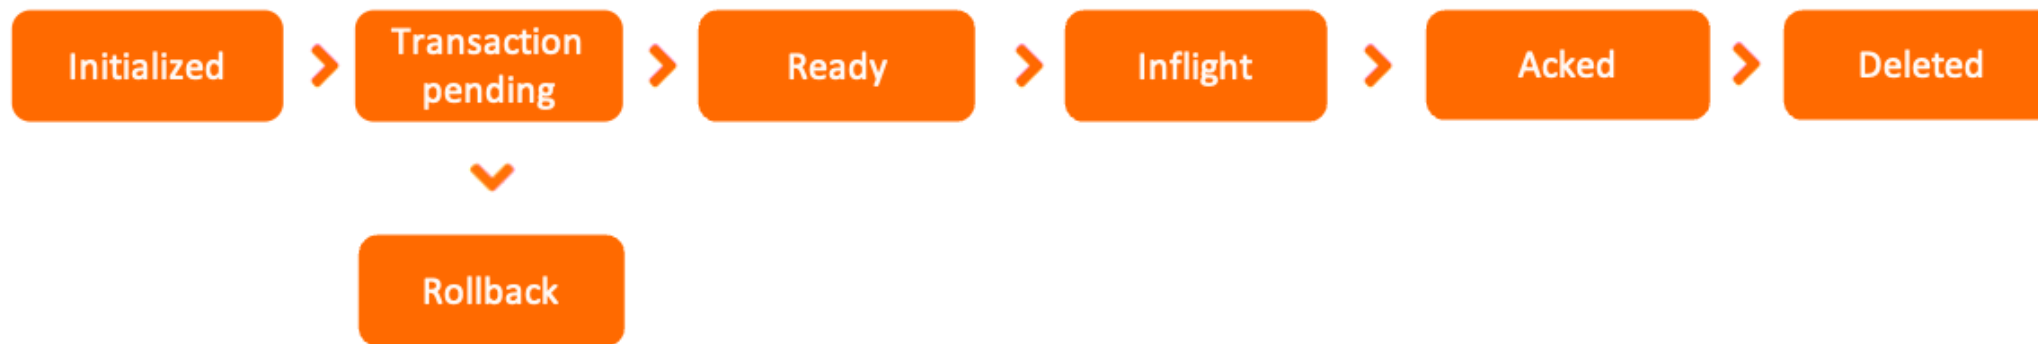 Initialized
Transaction
pending
Ready
Inflight
Acked
Deleted
Rollback